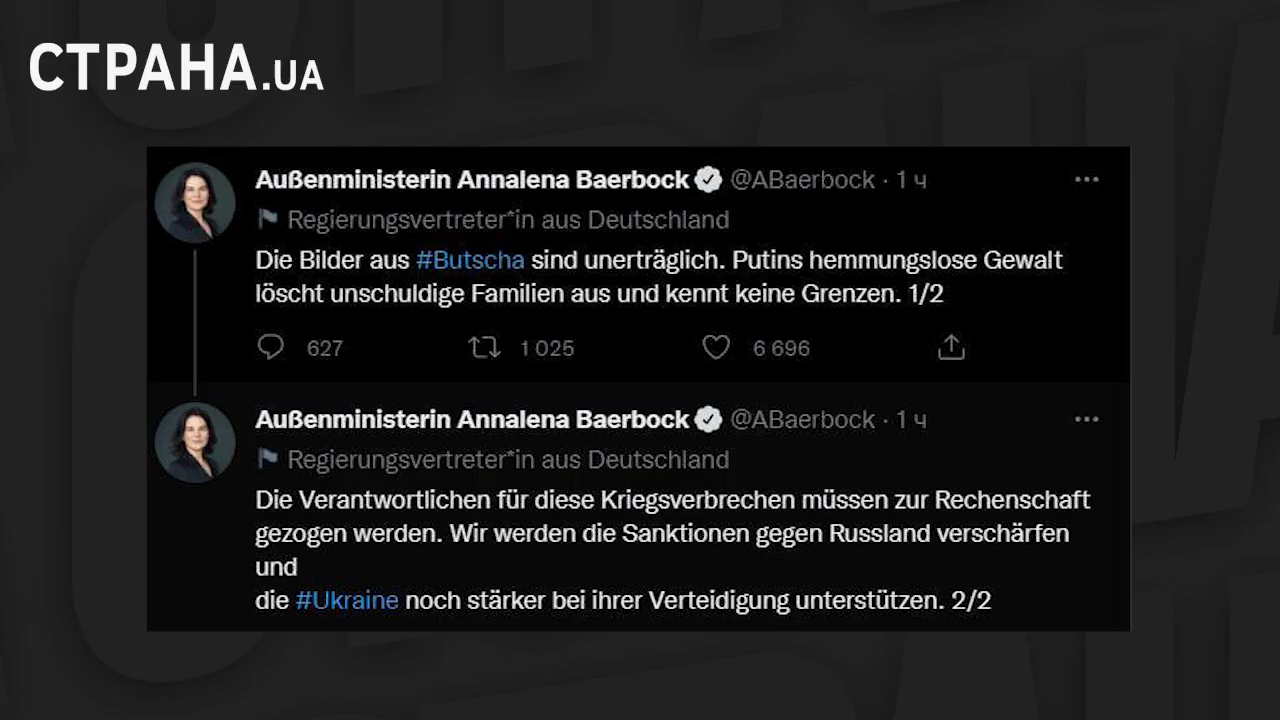 СТРАНА.UA
Außenministerin Annalena Baerbock @ABaerbock · 1 ч
Regierungsvertreter*in aus Deutschland
Die Bilder aus #Butscha sind unerträglich. Putins hemmungslose Gewalt
löscht unschuldige Familien aus und kennt keine Grenzen. 1/2
627 1 025 6 696
Außenministerin Annalena Baerbock @ABaerbock · 1 ч
Regierungsvertreter*in aus Deutschland
Die Verantwortlichen für diese Kriegsverbrechen müssen zur Rechenschaft
gezogen werden. Wir werden die Sanktionen gegen Russland verschärfen
und
die #Ukraine noch stärker bei ihrer Verteidigung unterstützen. 2/2